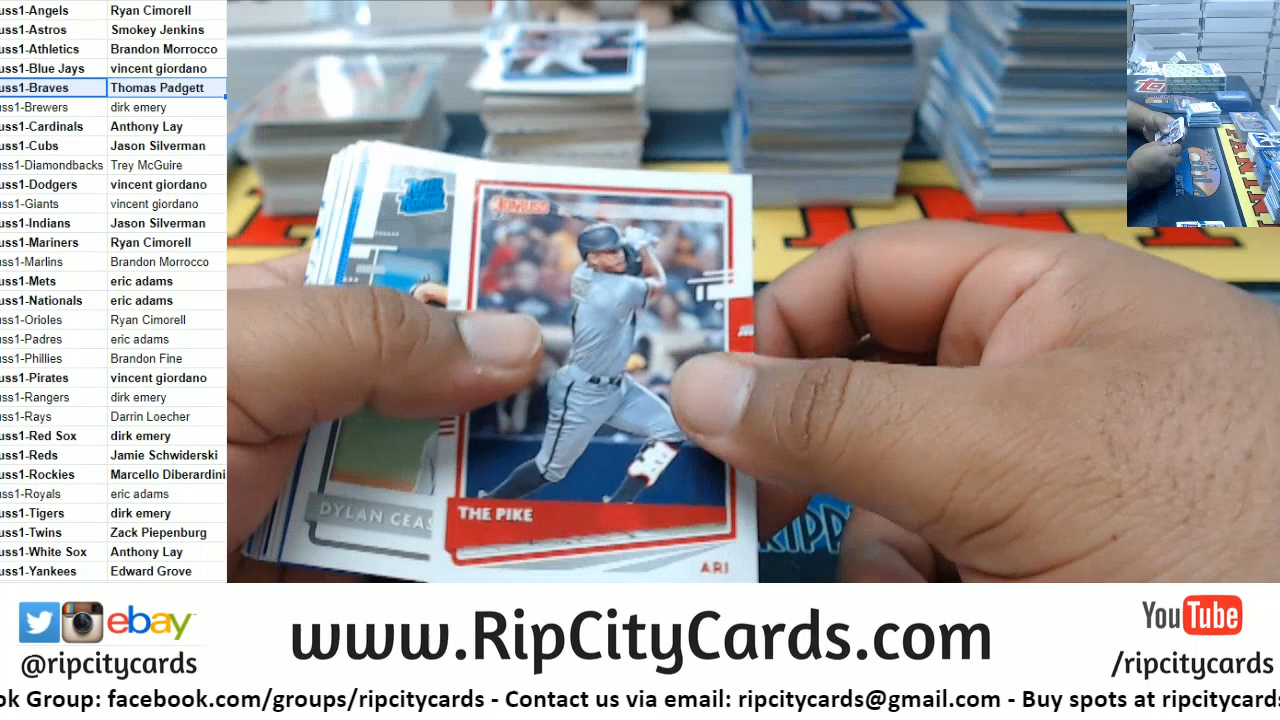 uss1-Angels Ryan Cimorell
uss1-Astros Smokey Jenkins
uss1-Athletics Brandon Morrocco
uss1-Blue Jays vincent giordano
uss1-Braves Thomas Padgett
uss1-Brewers dirk emery
uss1-Cardinals Anthony Lay
uss1-Cubs Jason Silverman
uss1-Diamondbacks Trey McGuire
uss1-Dodgers vincent giordano
uss1-Giants vincent giordano
uss1-Indians Jason Silverman
uss1-Mariners Ryan Cimorell
uss1-Marlins Brandon Morrocco
uss1-Mets eric adams
uss1-Nationals eric adams
uss1-Orioles Ryan Cimorell
uss1-Padres eric adams
uss1-Phillies Brandon Fine
uss1-Pirates vincent giordano
uss1-Rangers dirk emery
uss1-Rays Darrin Loecher
uss1-Red Sox dirk emery
uss1-Reds Jamie Schwiderski
uss1-Rockies Marcello Diberardini
uss1-Royals eric adams
uss1-Tigers dirk emery
uss1-Twins Zack Piepenburg
uss1-White Sox Anthony Lay
uss1-Yankees Edward Grove
DONRUSS
DYLAN CEAS
THE PIKE
ARI
RIPP
ebay
@ripcitycards
www.RipCityCards.com
YouTube
/ripcitycards
ok Group: facebook.com/groups/ripcitycards - Contact us via email: ripcitycards@gmail.com - Buy spots at ripcitycards